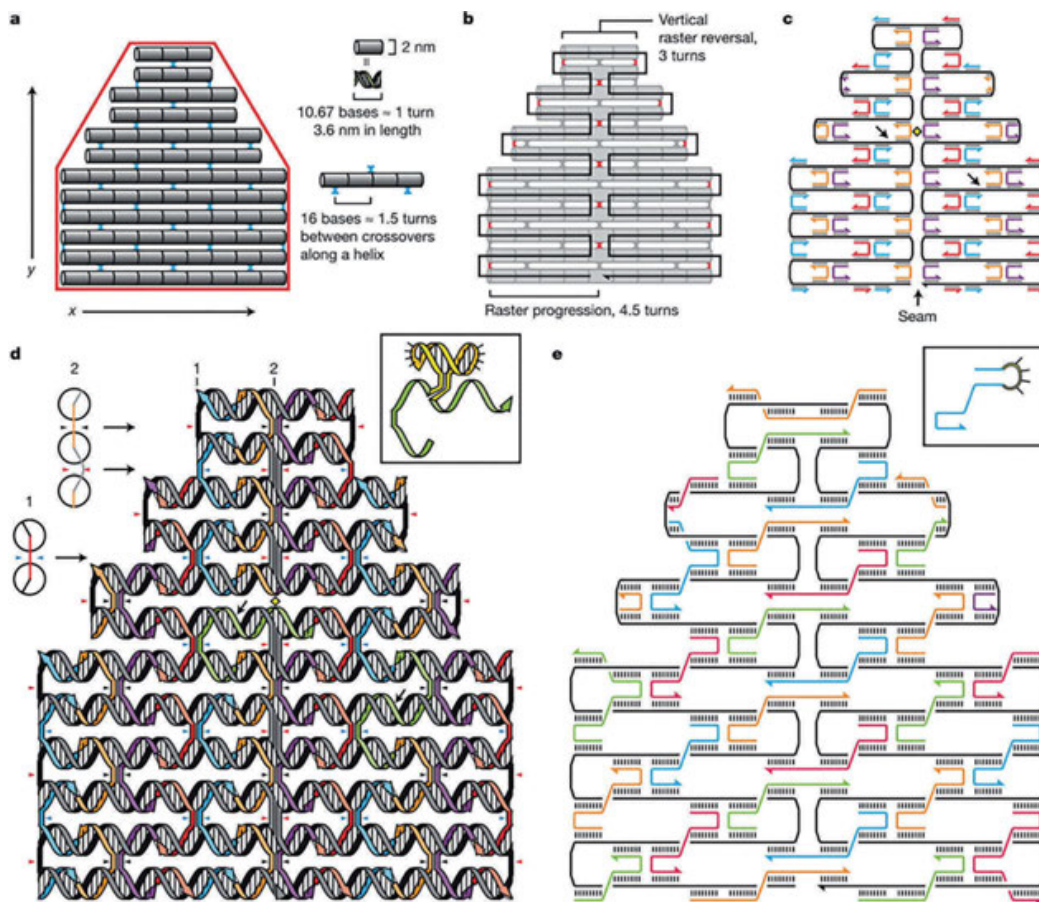 a
2 nm
10.67 bases ≈ 1 turn
3.6 nm in length
16 bases ≈ 1.5 turns
between crossovers
along a helix
y
x
b
Vertical
raster reversal,
3 turns
Raster progression, 4.5 turns
c
Seam
d
2
1
1
2
e